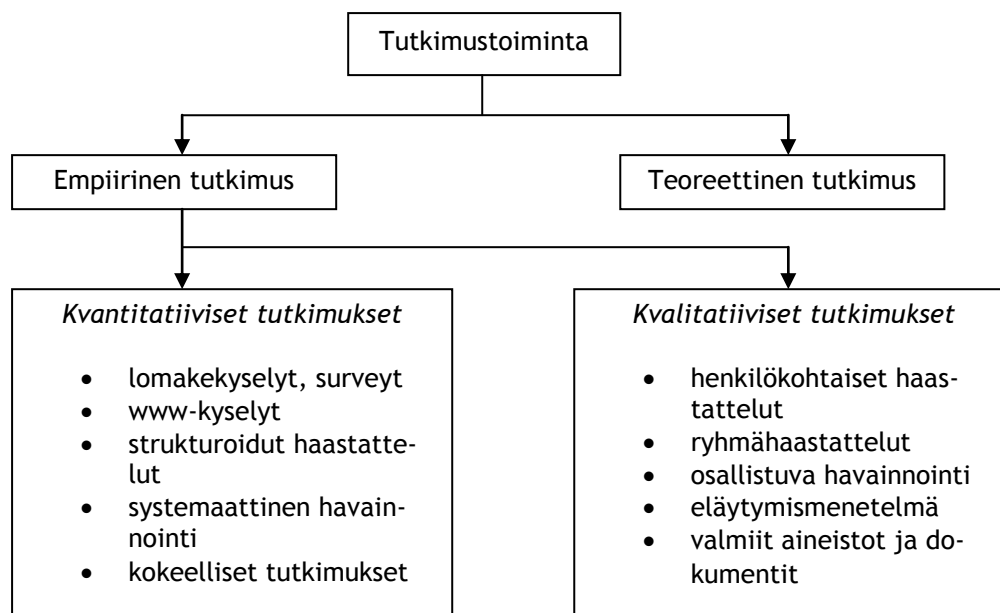 Tutkimustoiminta
Empiirinen tutkimus
Teoreettinen tutkimus
Kvantitatiiviset tutkimukset
• lomakekyselyt, surveyt
• www-kyselyt
• strukturoidut haastatte-
lut
• systemaattinen havain-
nointi
• kokeelliset tutkimukset
Kvalitatiiviset tutkimukset
• henkilökohtaiset haas-
tattelut
• ryhmähaastattelut
• osallistuva havainnointi
• eläytymismenetelmä
• valmiit aineistot ja do-
kumentit